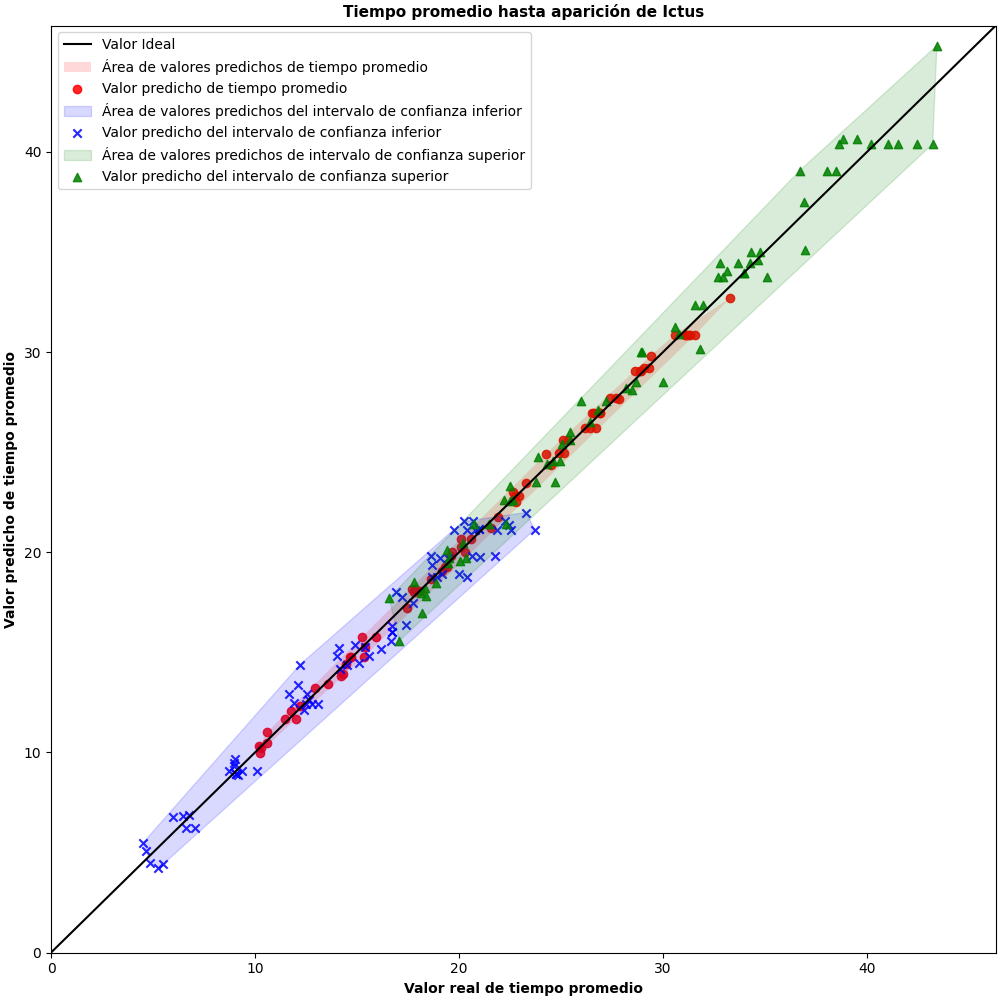 Tiempo promedio hasta aparición de Ictus
Valor Ideal
Área de valores predichos de tiempo promedio
Valor predicho de tiempo promedio
Área de valores predichos del intervalo de confianza inferior
Valor predicho del intervalo de confianza inferior
Área de valores predichos de intervalo de confianza superior
Valor predicho del intervalo de confianza superior
Valor predicho de tiempo promedio
40
30
20
10
0
0 10 20 30 40
Valor real de tiempo promedio